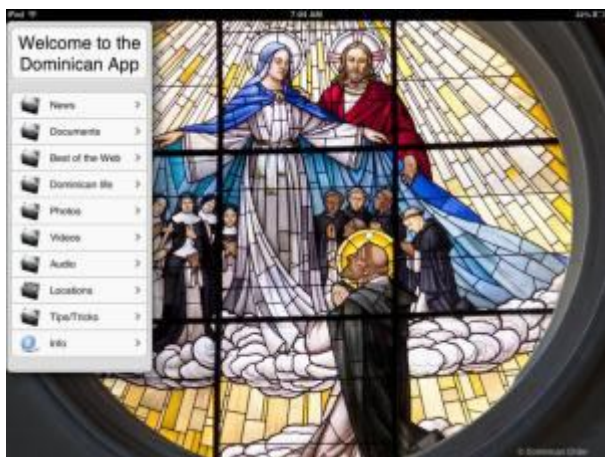 iPad
7:44 AM
Welcome to the
Dominican App
News
Documents
Best of the Web
Dominican life
Photos
Videos
Audio
Locations
Tips/Tricks
Info
© Dominican Order